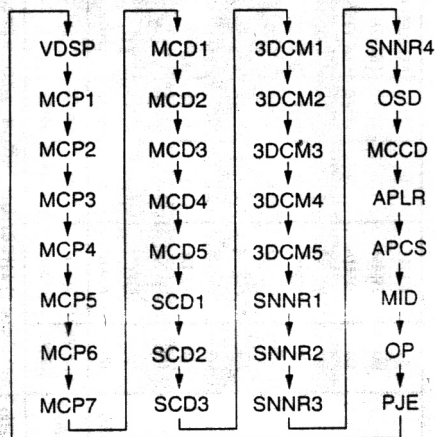 VDSP
MCP1
MCP2
MCP3
MCP4
MCP5
MCP6
MCP7
MCD1
MCD2
MCD3
MCD4
MCD5
SCD1
SCD2
SCD3
3DCM1
3DCM2
3DCM3
3DCM4
3DCM5
SNNR1
SNNR2
SNNR3
SNNR4
OSD
MCCD
APLR
APCS
MID
OP
PJE